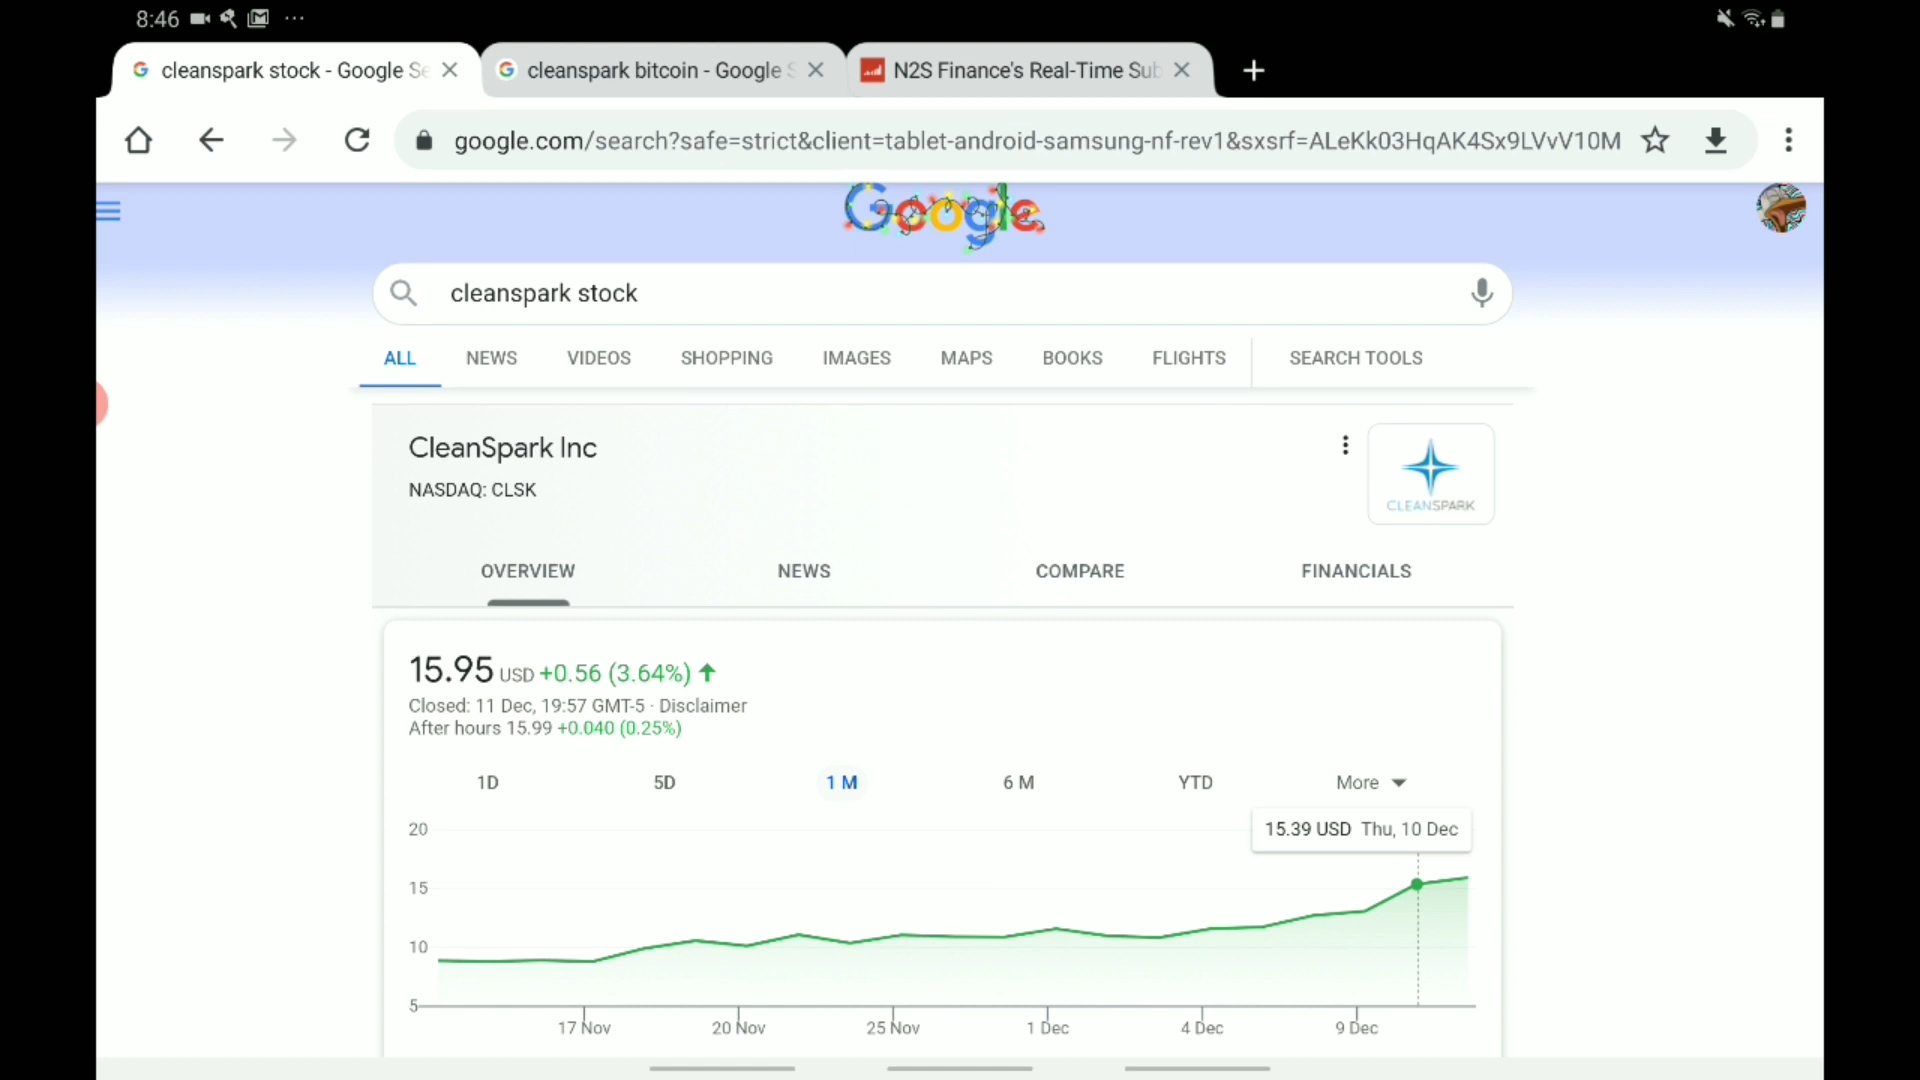 8:46
cleanspark stock - Google Se
cleanspark bitcoin - Google S
N2S Finance's Real-Time Sub
google.com/search?safe=strict&client=tablet-android-samsung-nf-rev1&sxsrf=ALeKk03HqAK4Sx9LVvV10M
Google
cleanspark stock
ALL NEWS VIDEOS SHOPPING IMAGES MAPS BOOKS FLIGHTS SEARCH TOOLS
CleanSpark Inc
NASDAQ: CLSK
CLEANSPARK
OVERVIEW NEWS COMPARE FINANCIALS
15.95 USD +0.56 (3.64%)
Closed: 11 Dec, 19:57 GMT-5 · Disclaimer
After hours 15.99 +0.040 (0.25%)
1D 5D 1 M 6 M YTD More
15.39 USD Thu, 10 Dec
20
15
10
5
17 Nov 20 Nov 25 Nov 1 Dec 4 Dec 9 Dec